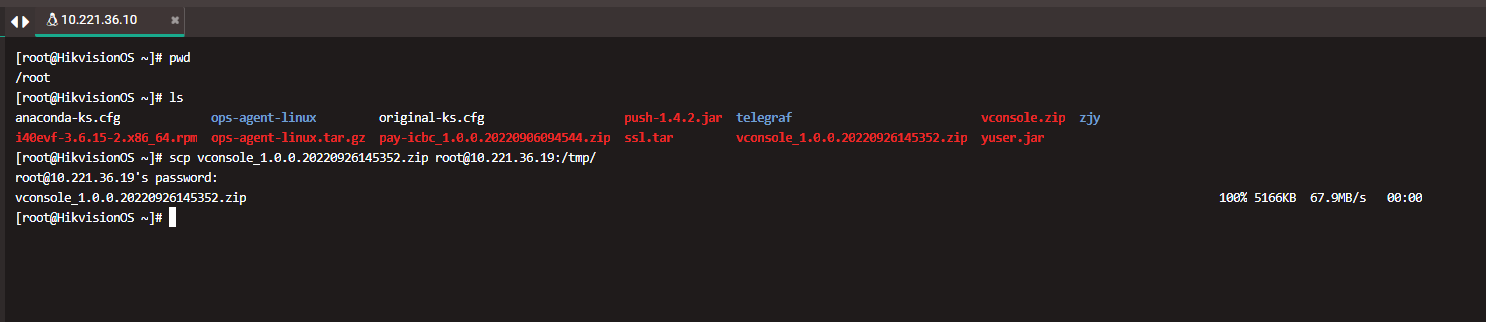 10.221.36.10
[root@HikvisionOS ~]# pwd
/root
[root@HikvisionOS ~]# ls
anaconda-ks.cfg ops-agent-linux original-ks.cfg push-1.4.2.jar telegraf vconsole.zip zjy
i40evf-3.6.15-2.x86_64.rpm ops-agent-linux.tar.gz pay-icbc_1.0.0.20220906094544.zip ssl.tar vconsole_1.0.0.20220926145352.zip yuser.jar
[root@HikvisionOS ~]# scp vconsole_1.0.0.20220926145352.zip root@10.221.36.19:/tmp/
root@10.221.36.19's password:
vconsole_1.0.0.20220926145352.zip 100% 5166KB 67.9MB/s 00:00
[root@HikvisionOS ~]#